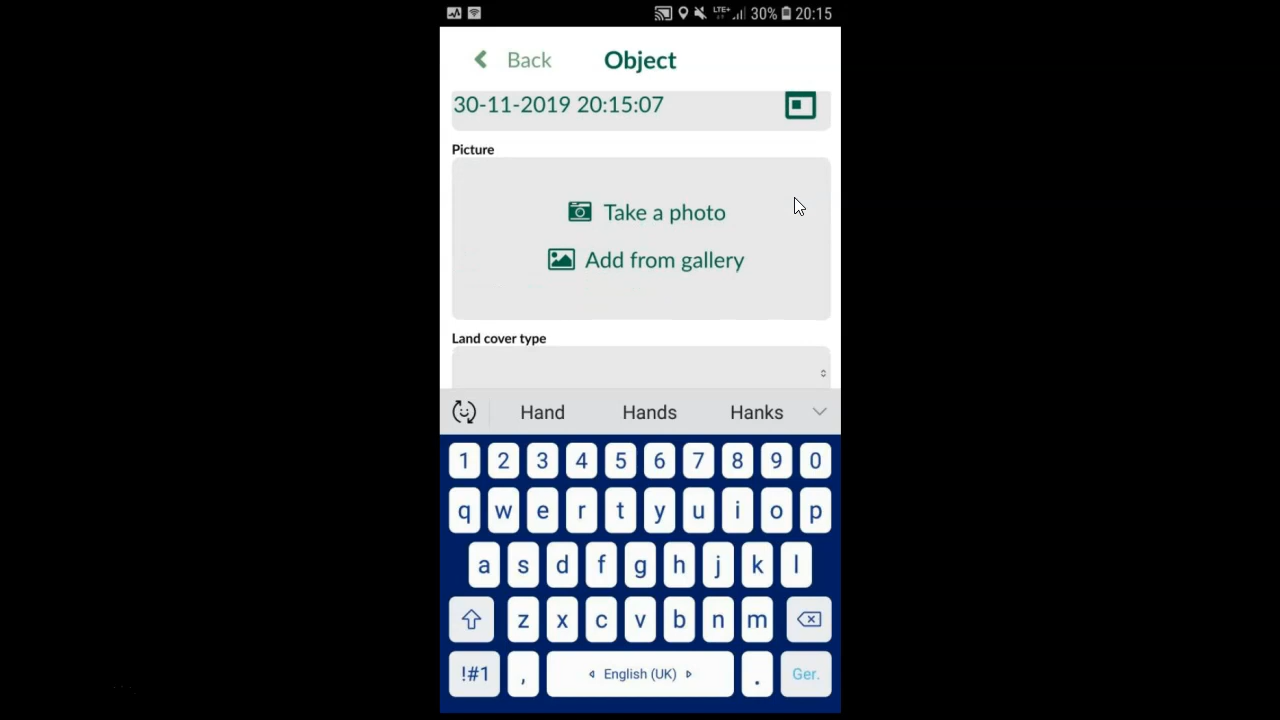 LTE+ 30% 20:15
Back Object
30-11-2019 20:15:07
Picture
Take a photo
Add from gallery
Land cover type
Hand Hands Hanks
1 2 3 4 5 6 7 8 9 0
q w e r t y u i o p
a s d f g h j k l
z x c v b n m
!#1 , English (UK) . Ger.